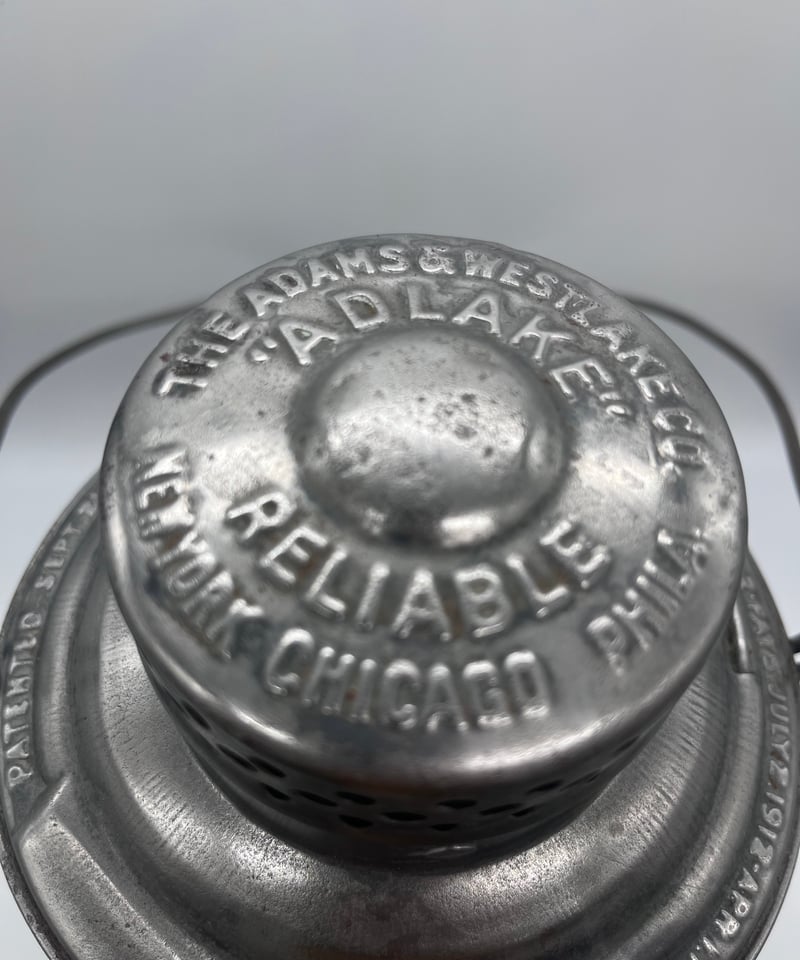 THE ADAMS & WESTLAKE CO.
"ADLAKE"
RELIABLE
NEW YORK CHICAGO PHILA.
PATENTED SEPT.
JULY 2, 1912-APR.